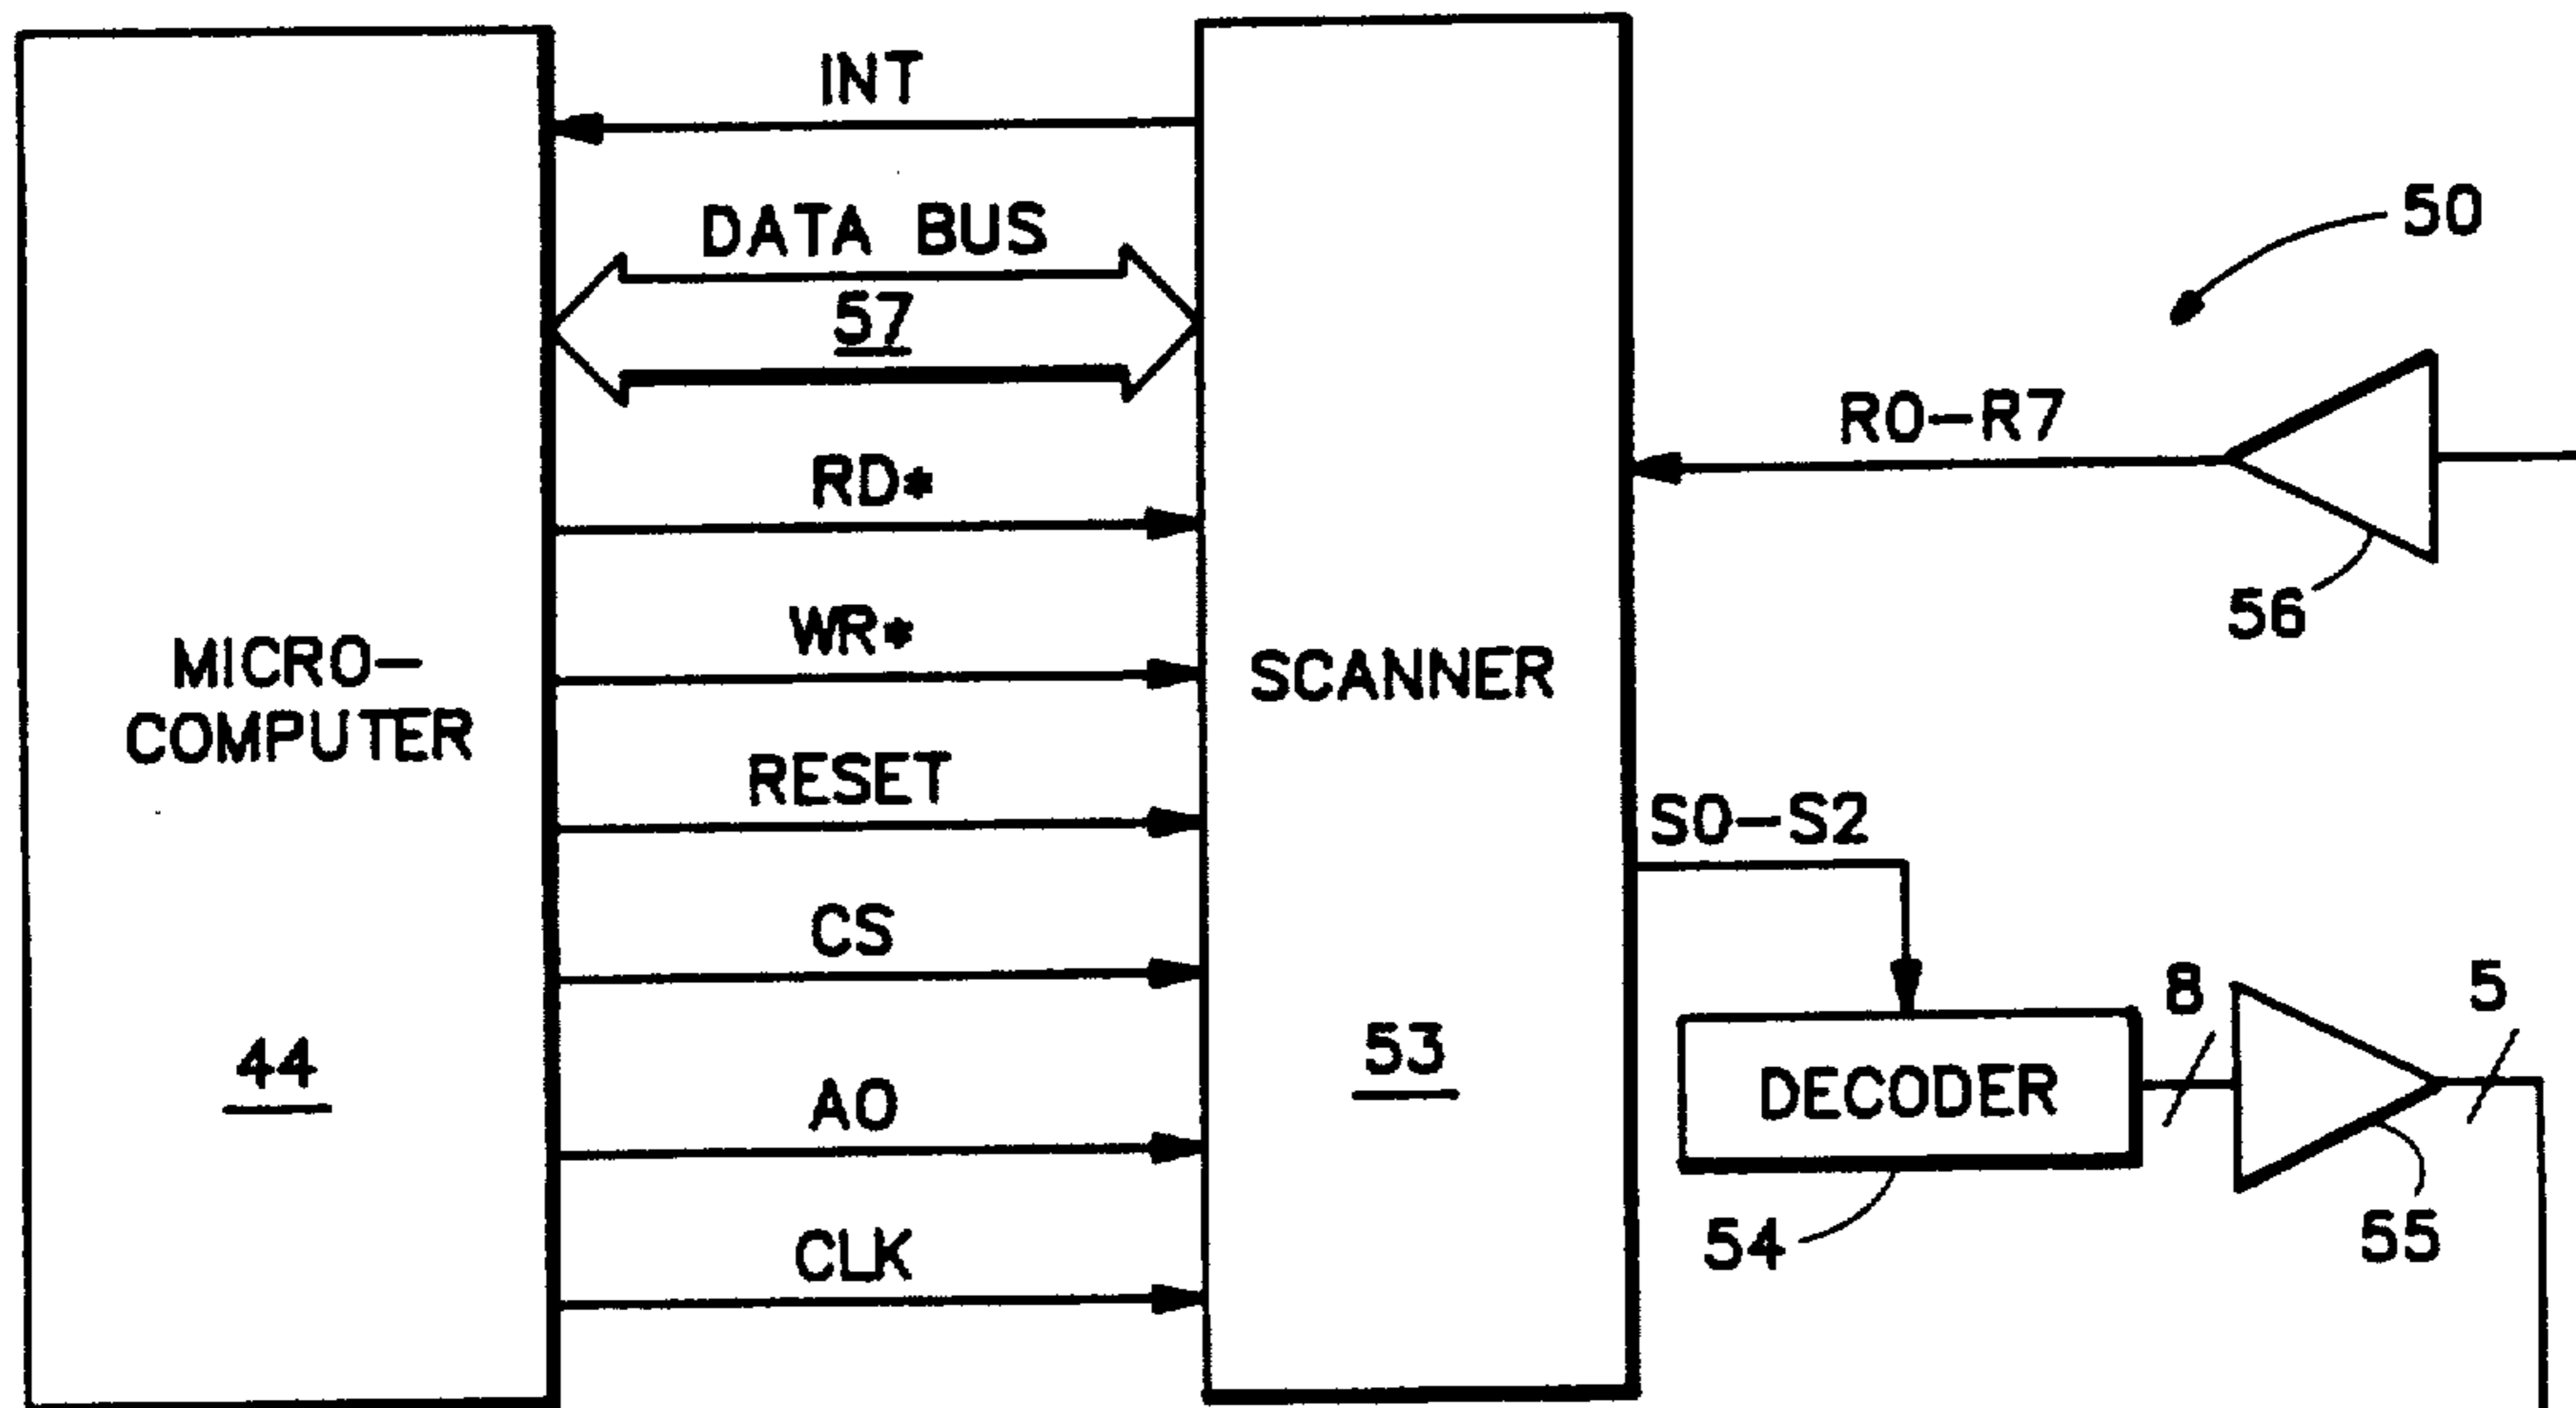 INT
DATA BUS
57
RD*
WR*
RESET
CS
A0
CLK
MICRO-
COMPUTER
44
SCANNER
53
50
R0-R7
56
S0-S2
DECODER
54
8
55
5